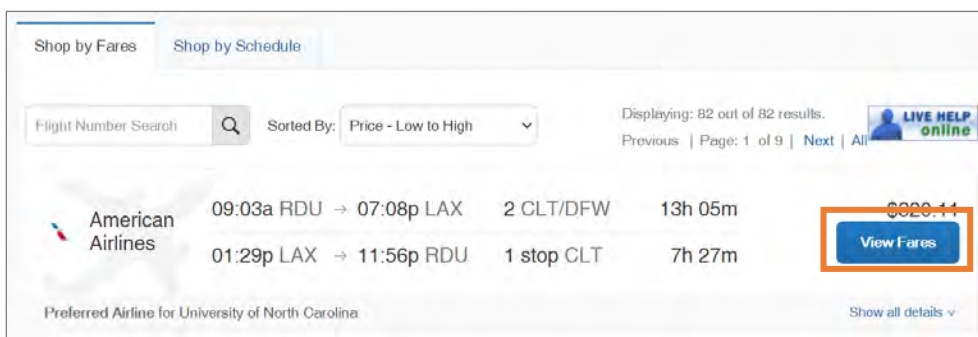 Shop by Fares Shop by Schedule
Flight Number Search Sorted By: Price - Low to High Displaying: 82 out of 82 results.
Previous | Page: 1 of 9 | Next | All LIVE HELP online
American Airlines 09:03a RDU → 07:08p LAX 2 CLT/DFW 13h 05m
01:29p LAX → 11:56p RDU 1 stop CLT 7h 27m View Fares
Preferred Airline for University of North Carolina Show all details